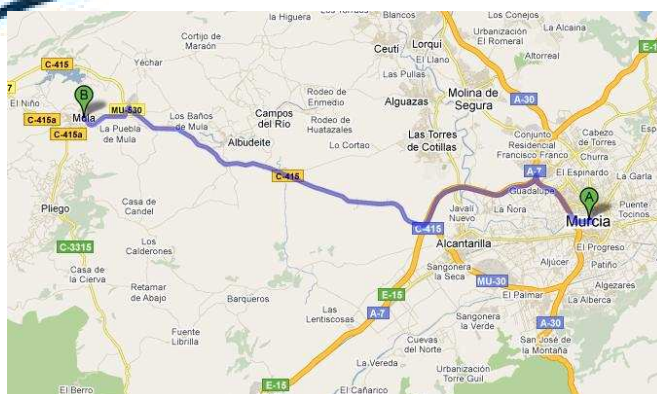 la Higuera
Blancos
Los Conejos
Urbanización
El Romeral
La Alcaina
Cortijo de
Maraón
Ceutí
Lorquí
El Llano
Altorreal
E-1
C-415
Yéchar
Las Pullas
7
B
Rodeo de
Enmedio
Alguazas
Molina de
Segura
A-30
El Niño
MU-530
Mula
C-415a
C-415a
La Puebla
de Mula
Los Baños
de Mula
Campos
del Río
Rodeo de
Huatazales
Albudeite
Lo Cortao
Las Torres
de Cotillas
Conjunto
Residencial
Francisco Franco
Cabezo de
Torres
Churra
El Espinardo
La Garla
A-7
Guadalupe
A
C-415
Pliego
Casa de
Candel
Javalí
Nuevo
La Ñora
Puente
Tocinos
Murcia
C-415
Alcantarilla
El Progreso
C-3315
Los
Calderones
Sangonera
la Seca
Aljúcer
Patiño
Casa de
la Cierva
MU-30
Algezares
Retamar
de Abajo
Barqueros
E-15
El Palmar
La Alberca
Las
Lentiscosas
A-7
Sangonera
la Verde
A-30
Fuente
Librilla
Cuevas
del Norte
San José de
la Montaña
La Vereda
Urbanización
Torre Guil
E-15
El Berro
El Cañarico